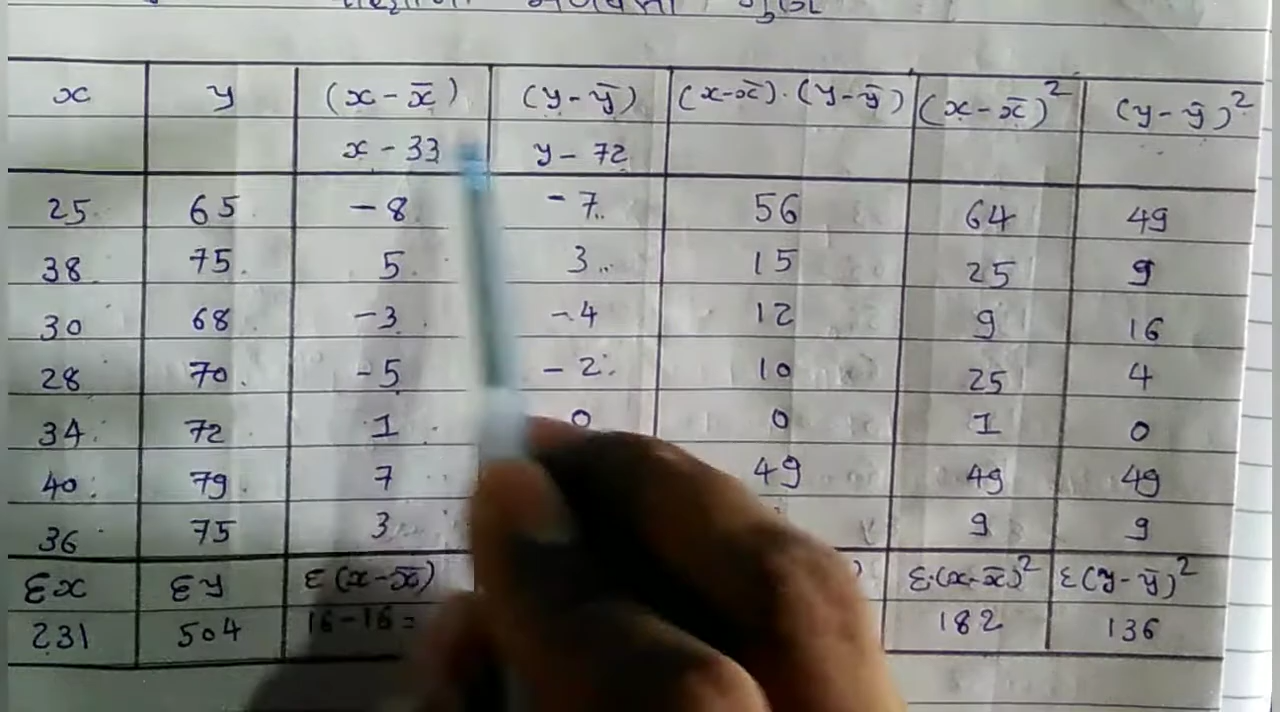 x y (x-x̄) (y-ȳ) (x-x̄).(y-ȳ) (x-x̄)² (y-ȳ)²
x-33 y-72
25 65 -8 -7 56 64 49
38 75 5 3 15 25 9
30 68 -3 -4 12 9 16
28 70 -5 -2 10 25 4
34 72 1 0 0 1 0
40 79 7 49 49 49
36 75 3 9 9
Ɛx Ɛy Ɛ(x-x̄) Ɛ(x-x̄)² Ɛ(y-ȳ)²
231 504 16-16= 182 136